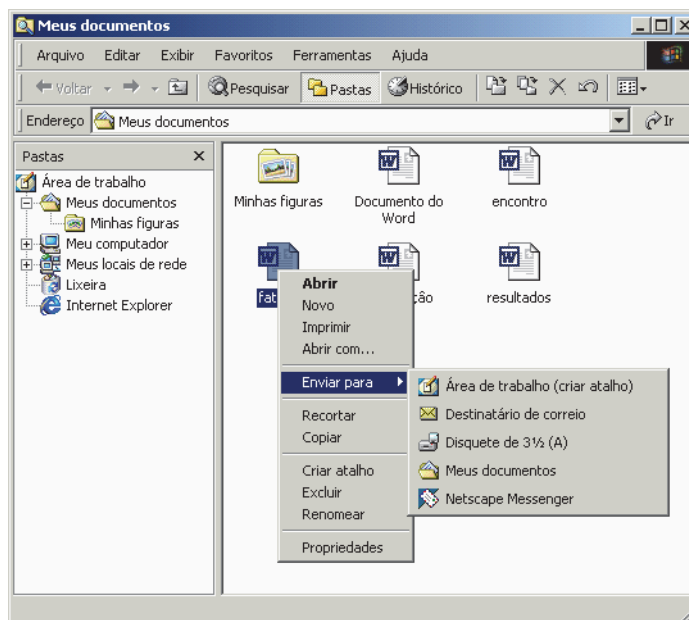 Meus documentos
Arquivo Editar Exibir Favoritos Ferramentas Ajuda
Voltar Pesquisar Pastas Histórico
Endereço Meus documentos Ir
Pastas
Área de trabalho
Meus documentos
Minhas figuras
Meu computador
Meus locais de rede
Lixeira
Internet Explorer
Minhas figuras
Documento do
Word
encontro
resultados
Abrir
Novo
Imprimir
Abrir com...
Enviar para
Recortar
Copiar
Criar atalho
Excluir
Renomear
Propriedades
Área de trabalho (criar atalho)
Destinatário de correio
Disquete de 3½ (A)
Meus documentos
Netscape Messenger